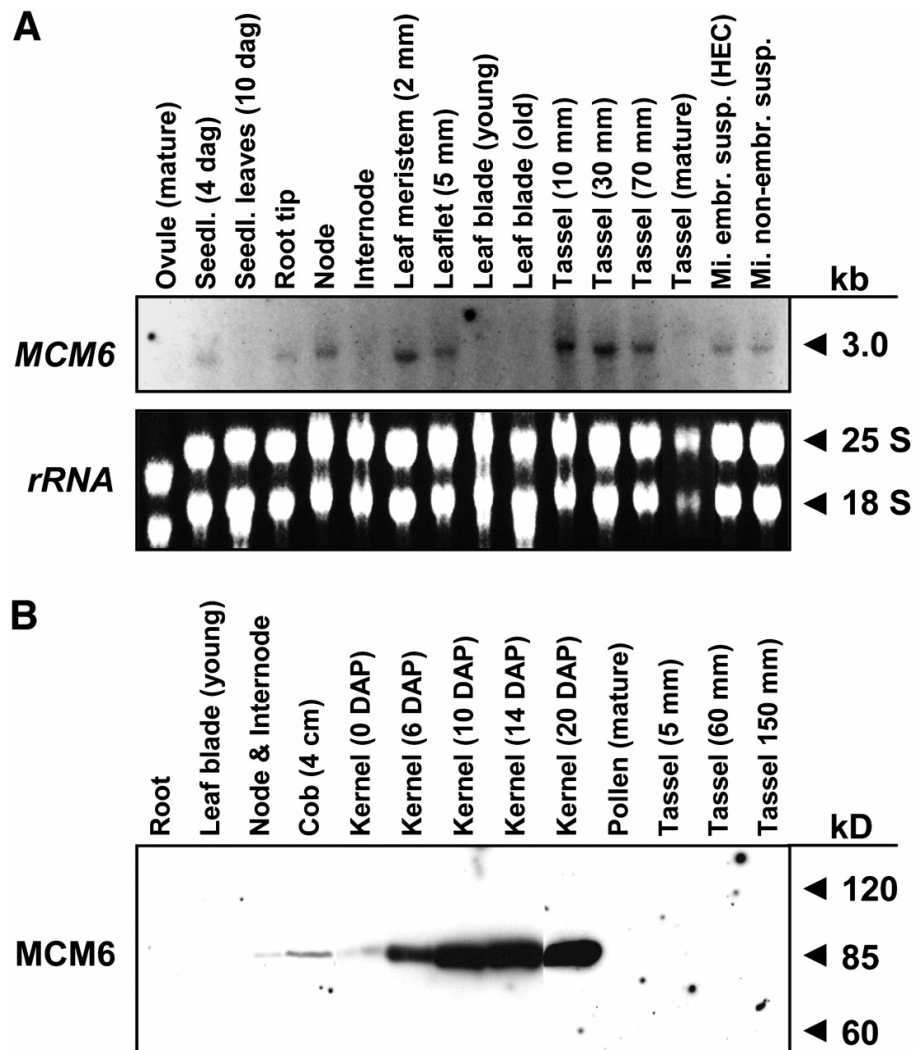 A
Ovule (mature)
Seedl. (4 dag)
Seedl. leaves (10 dag)
Root tip
Node
Internode
Leaf meristem (2 mm)
Leaflet (5 mm)
Leaf blade (young)
Leaf blade (old)
Tassel (10 mm)
Tassel (30 mm)
Tassel (70 mm)
Tassel (mature)
Mi. embr. susp. (HEC)
Mi. non-embr. susp.
kb
MCM6
3.0
rRNA
25 S
18 S
B
Root
Leaf blade (young)
Node & Internode
Cob (4 cm)
Kernel (0 DAP)
Kernel (6 DAP)
Kernel (10 DAP)
Kernel (14 DAP)
Kernel (20 DAP)
Pollen (mature)
Tassel (5 mm)
Tassel (60 mm)
Tassel 150 mm)
kD
120
MCM6
85
60